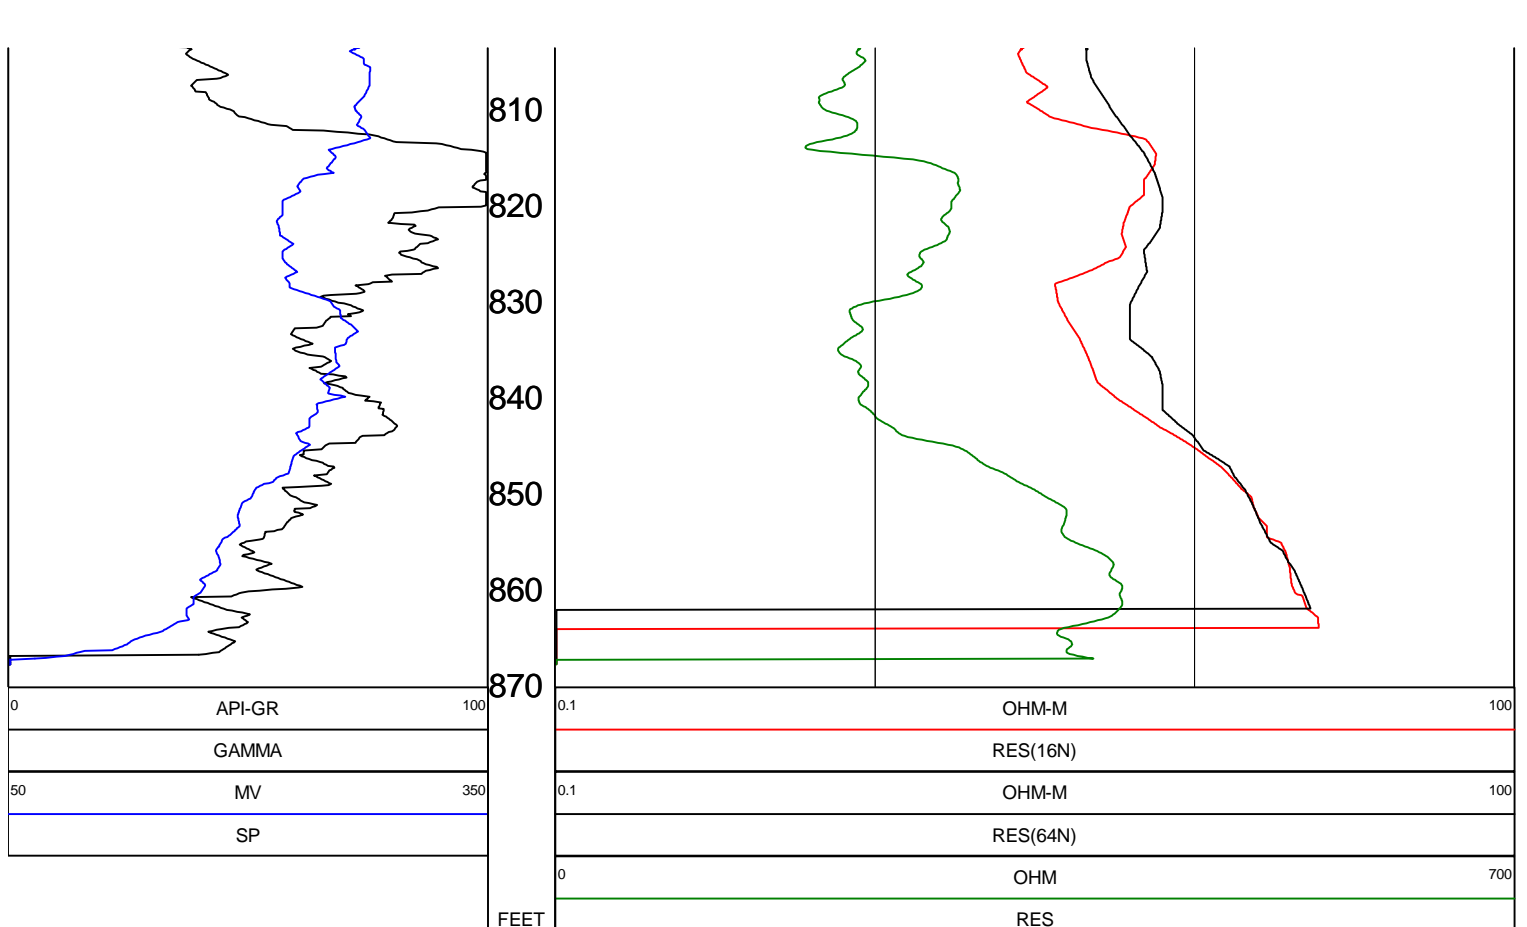 810
820
830
840
850
860
870
0 API-GR 100
GAMMA
50 MV 350
SP
FEET
0.1 OHM-M 100
RES(16N)
0.1 OHM-M 100
RES(64N)
0 OHM 700
RES